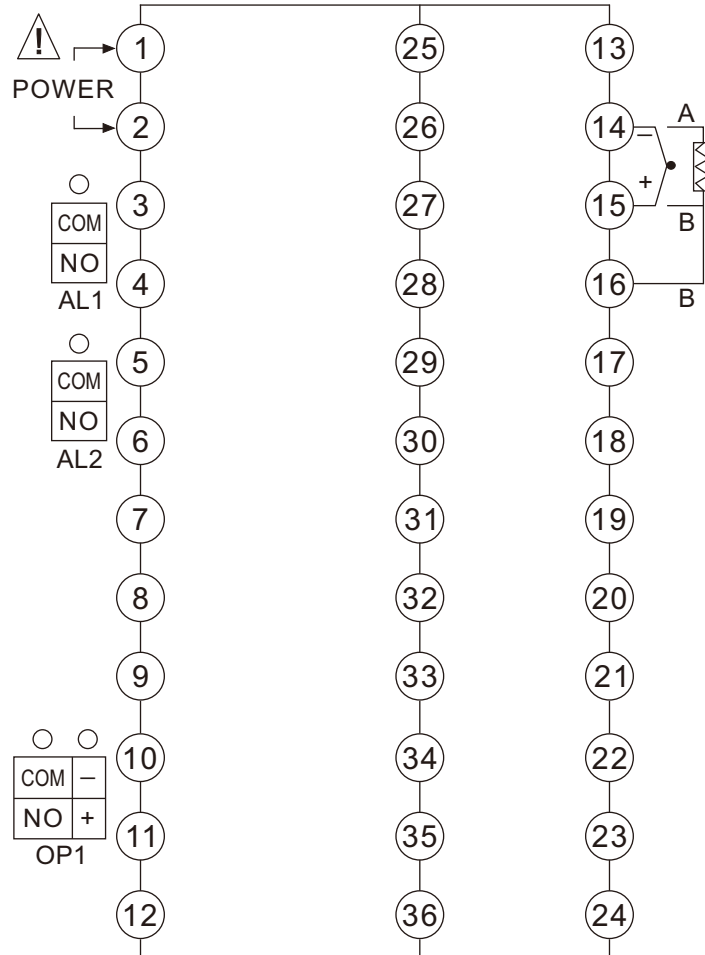 !
1 25 13
POWER
2 26 14 − A
+
3 27 15 B
COM
NO
4 28 16 B
AL1
5 29 17
COM
NO
6 30 18
AL2
7 31 19
8 32 20
9 33 21
10 34 22
COM −
NO +
11 35 23
OP1
12 36 24